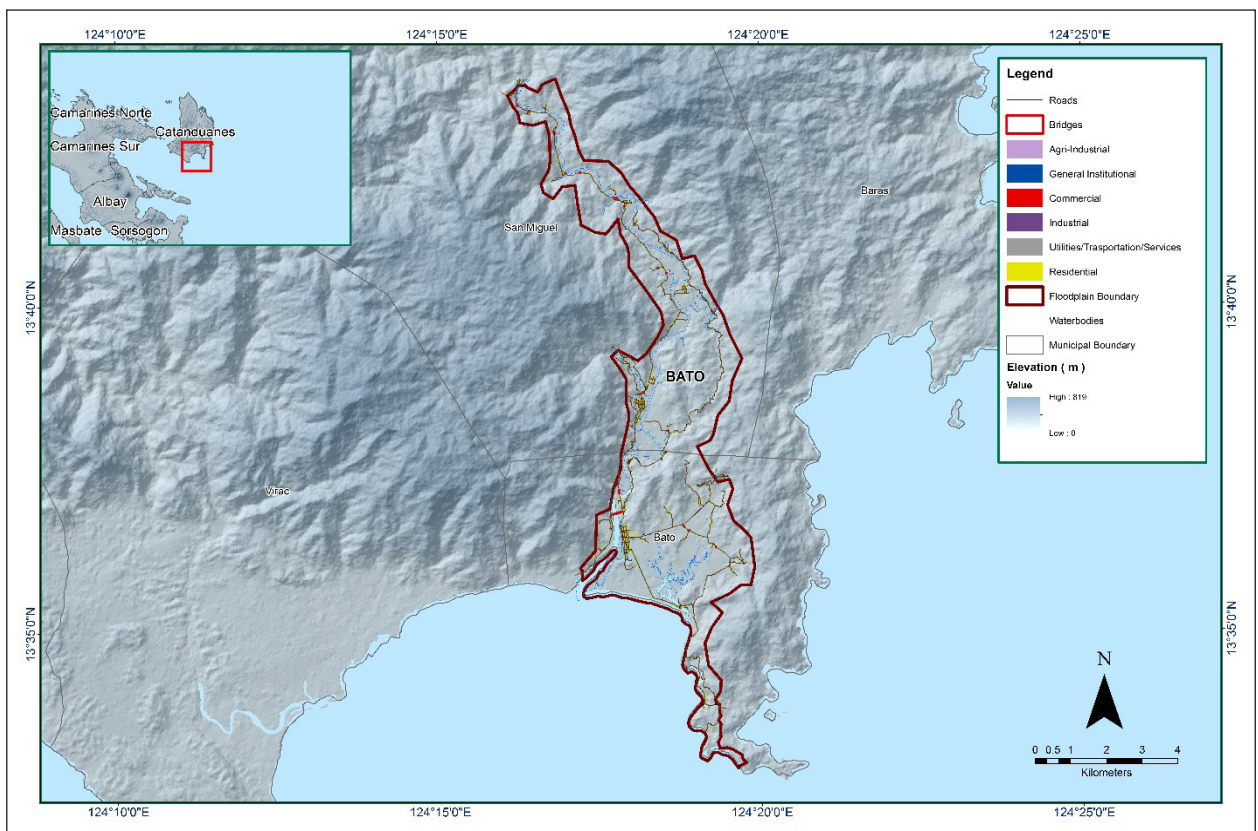 124°10'0"E
124°15'0"E
124°20'0"E
124°25'0"E
Camarines Norte
Catanduanes
Camarines Sur
Albay
Masbate
Sorsogon
Legend
Roads
Bridges
Agri-Industrial
General Institutional
Commercial
Industrial
Utilities/Trasportation/Services
Residential
Floodplain Boundary
Waterbodies
Municipal Boundary
Elevation ( m )
Value
High : 819
Low : 0
Baras
San Miguel
13°40'0"N
13°40'0"N
BATO
Virac
Bato
13°35'0"N
13°35'0"N
N
0 0.5 1 2 3 4
Kilometers
124°10'0"E
124°15'0"E
124°20'0"E
124°25'0"E